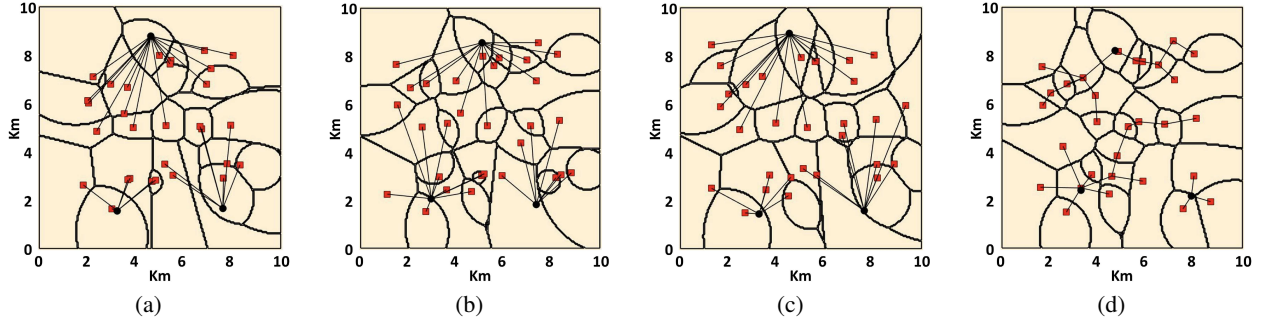 10 10 10 10
8 8 8 8
6 6 6 6
Km Km Km Km
4 4 4 4
2 2 2 2
0 0 0 0
0 2 4 6 8 10 0 2 4 6 8 10 0 2 4 6 8 10 0 2 4 6 8 10
Km Km Km Km
(a) (b) (c) (d)